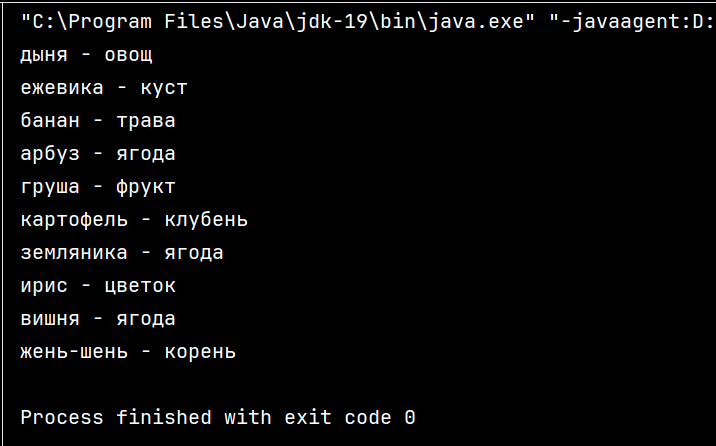 "C:\Program Files\Java\jdk-19\bin\java.exe" "-javaagent:D:
дыня - овощ
ежевика - куст
банан - трава
арбуз - ягода
груша - фрукт
картофель - клубень
земляника - ягода
ирис - цветок
вишня - ягода
жень-шень - корень
Process finished with exit code 0